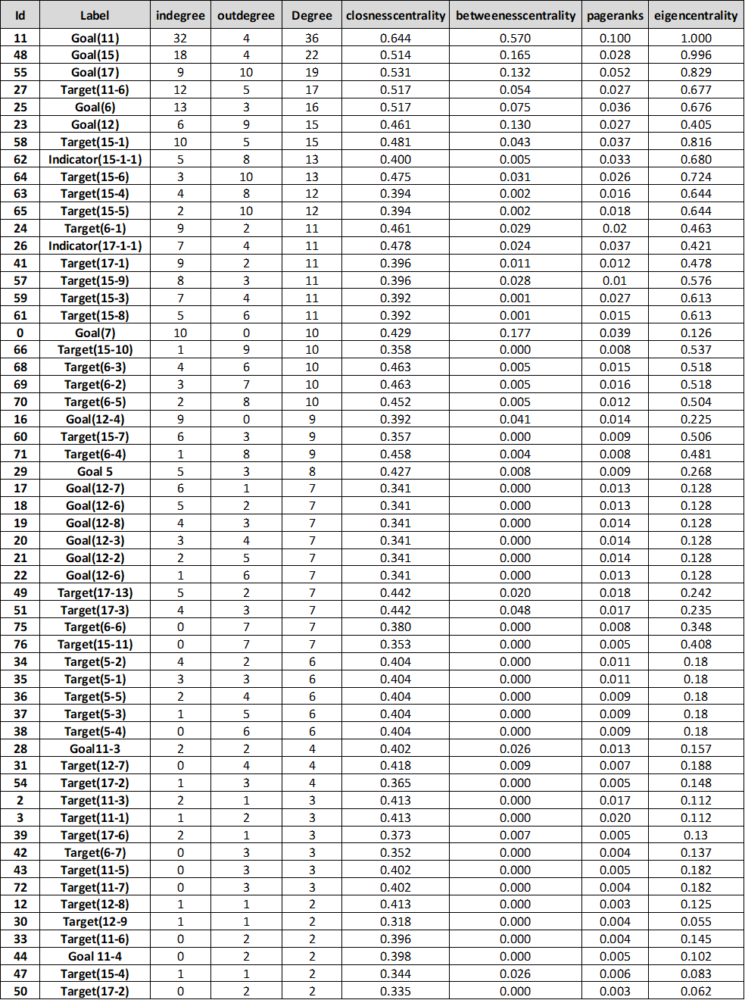 Id Label indegree outdegree Degree closnesscentrality betweenesscentrality pageranks eigencentrality
11 Goal(11) 32 4 36 0.644 0.570 0.100 1.000
48 Goal(15) 18 4 22 0.514 0.165 0.028 0.996
55 Goal(17) 9 10 19 0.531 0.132 0.052 0.829
27 Target(11-6) 12 5 17 0.517 0.054 0.027 0.677
25 Goal(6) 13 3 16 0.517 0.075 0.036 0.676
23 Goal(12) 6 9 15 0.461 0.130 0.027 0.405
58 Target(15-1) 10 5 15 0.481 0.043 0.037 0.816
62 Indicator(15-1-1) 5 8 13 0.400 0.005 0.033 0.680
64 Target(15-6) 3 10 13 0.475 0.031 0.026 0.724
63 Target(15-4) 4 8 12 0.394 0.002 0.016 0.644
65 Target(15-5) 2 10 12 0.394 0.002 0.018 0.644
24 Target(6-1) 9 2 11 0.461 0.029 0.02 0.463
26 Indicator(17-1-1) 7 4 11 0.478 0.024 0.037 0.421
41 Target(17-1) 9 2 11 0.396 0.011 0.012 0.478
57 Target(15-9) 8 3 11 0.396 0.028 0.01 0.576
59 Target(15-3) 7 4 11 0.392 0.001 0.027 0.613
61 Target(15-8) 5 6 11 0.392 0.001 0.015 0.613
0 Goal(7) 10 0 10 0.429 0.177 0.039 0.126
66 Target(15-10) 1 9 10 0.358 0.000 0.008 0.537
68 Target(6-3) 4 6 10 0.463 0.005 0.015 0.518
69 Target(6-2) 3 7 10 0.463 0.005 0.016 0.518
70 Target(6-5) 2 8 10 0.452 0.005 0.012 0.504
16 Goal(12-4) 9 0 9 0.392 0.041 0.014 0.225
60 Target(15-7) 6 3 9 0.357 0.000 0.009 0.506
71 Target(6-4) 1 8 9 0.458 0.004 0.008 0.481
29 Goal 5 5 3 8 0.427 0.008 0.009 0.268
17 Goal(12-7) 6 1 7 0.341 0.000 0.013 0.128
18 Goal(12-6) 5 2 7 0.341 0.000 0.013 0.128
19 Goal(12-8) 4 3 7 0.341 0.000 0.014 0.128
20 Goal(12-3) 3 4 7 0.341 0.000 0.014 0.128
21 Goal(12-2) 2 5 7 0.341 0.000 0.014 0.128
22 Goal(12-6) 1 6 7 0.341 0.000 0.013 0.128
49 Target(17-13) 5 2 7 0.442 0.020 0.018 0.242
51 Target(17-3) 4 3 7 0.442 0.048 0.017 0.235
75 Target(6-6) 0 7 7 0.380 0.000 0.008 0.348
76 Target(15-11) 0 7 7 0.353 0.000 0.005 0.408
34 Target(5-2) 4 2 6 0.404 0.000 0.011 0.18
35 Target(5-1) 3 3 6 0.404 0.000 0.011 0.18
36 Target(5-5) 2 4 6 0.404 0.000 0.009 0.18
37 Target(5-3) 1 5 6 0.404 0.000 0.009 0.18
38 Target(5-4) 0 6 6 0.404 0.000 0.009 0.18
28 Goal11-3 2 2 4 0.402 0.026 0.013 0.157
31 Target(12-7) 0 4 4 0.418 0.009 0.007 0.188
54 Target(17-2) 1 3 4 0.365 0.000 0.005 0.148
2 Target(11-3) 2 1 3 0.413 0.000 0.017 0.112
3 Target(11-1) 1 2 3 0.413 0.000 0.020 0.112
39 Target(17-6) 2 1 3 0.373 0.007 0.005 0.13
42 Target(6-7) 0 3 3 0.352 0.000 0.004 0.137
43 Target(11-5) 0 3 3 0.402 0.000 0.005 0.182
72 Target(11-7) 0 3 3 0.402 0.000 0.004 0.182
12 Target(12-8) 1 1 2 0.413 0.000 0.003 0.125
30 Target(12-9 1 1 2 0.318 0.000 0.004 0.055
33 Target(11-6) 0 2 2 0.396 0.000 0.004 0.145
44 Goal 11-4 0 2 2 0.398 0.000 0.005 0.102
47 Target(15-4) 1 1 2 0.344 0.026 0.006 0.083
50 Target(17-2) 0 2 2 0.335 0.000 0.003 0.062